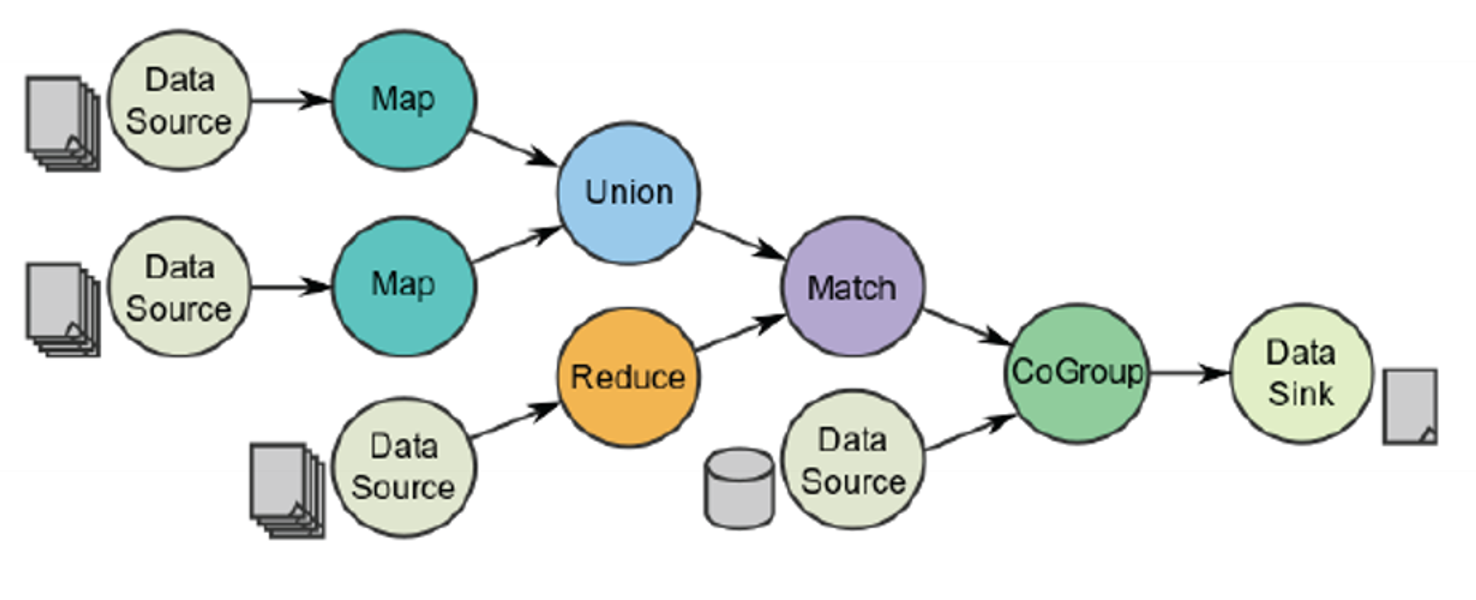 Data
Source
Map
Union
Data
Source
Map
Match
Reduce
CoGroup
Data
Sink
Data
Source
Data
Source